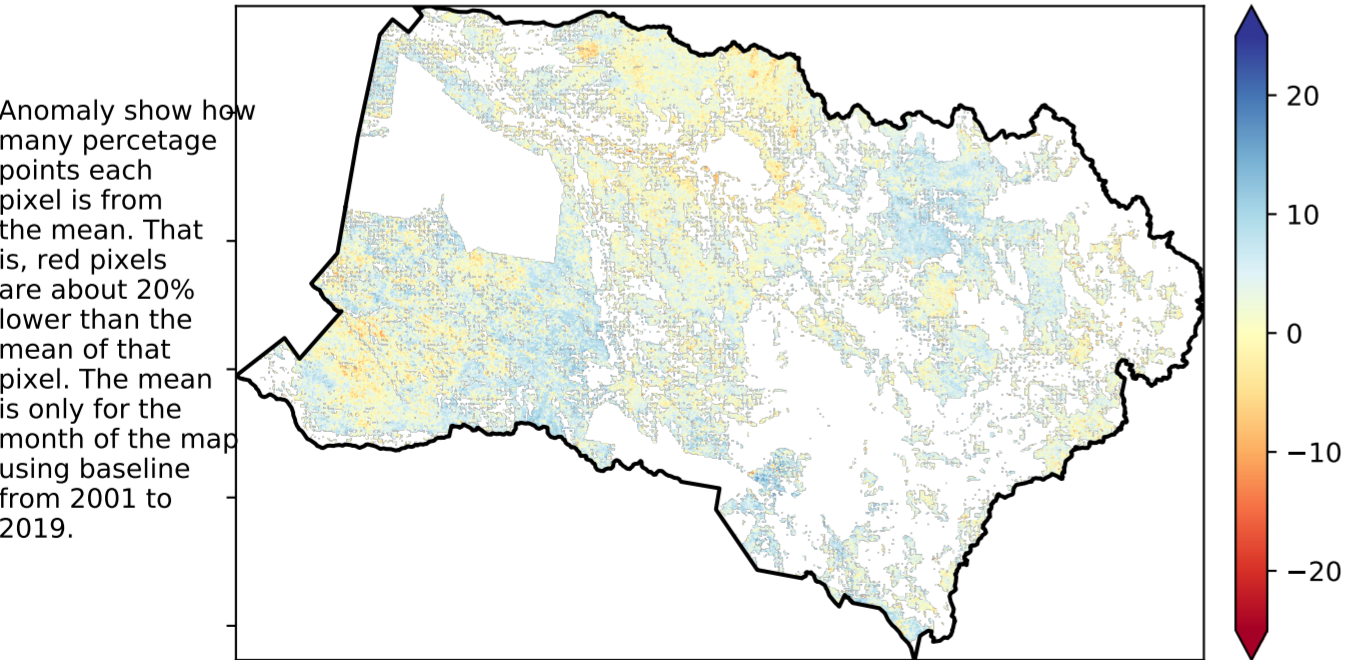 Anomaly show how
many percetage
points each
pixel is from
the mean. That
is, red pixels
are about 20%
lower than the
mean of that
pixel. The mean
is only for the
month of the map
using baseline
from 2001 to
2019.
20
10
0
−10
−20